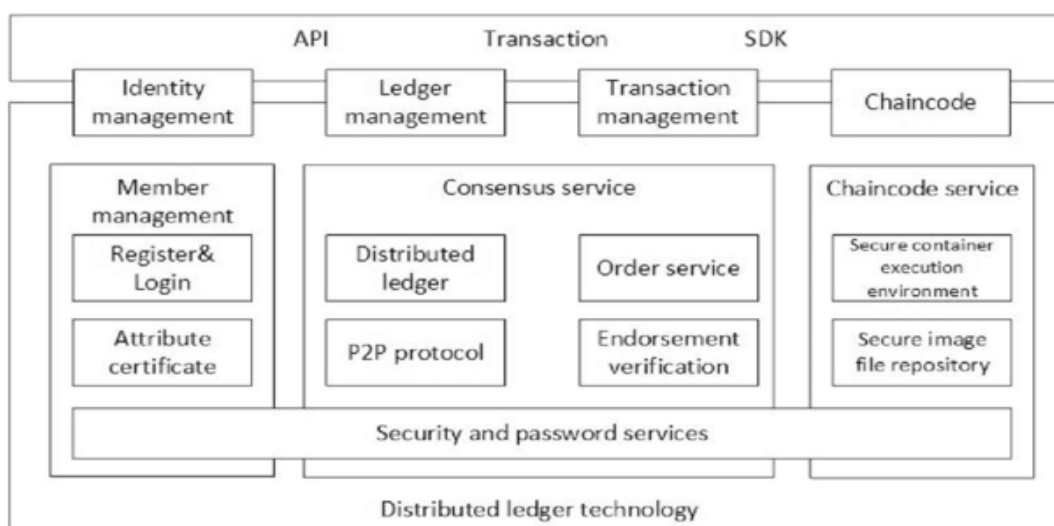 API Transaction SDK
Identity
management
Ledger
management
Transaction
management
Chaincode
Member
management
Register&
Login
Attribute
certificate
Consensus service
Distributed
ledger
Order service
P2P protocol
Endorsement
verification
Chaincode service
Secure container
execution
environment
Secure image
file repository
Security and password services
Distributed ledger technology